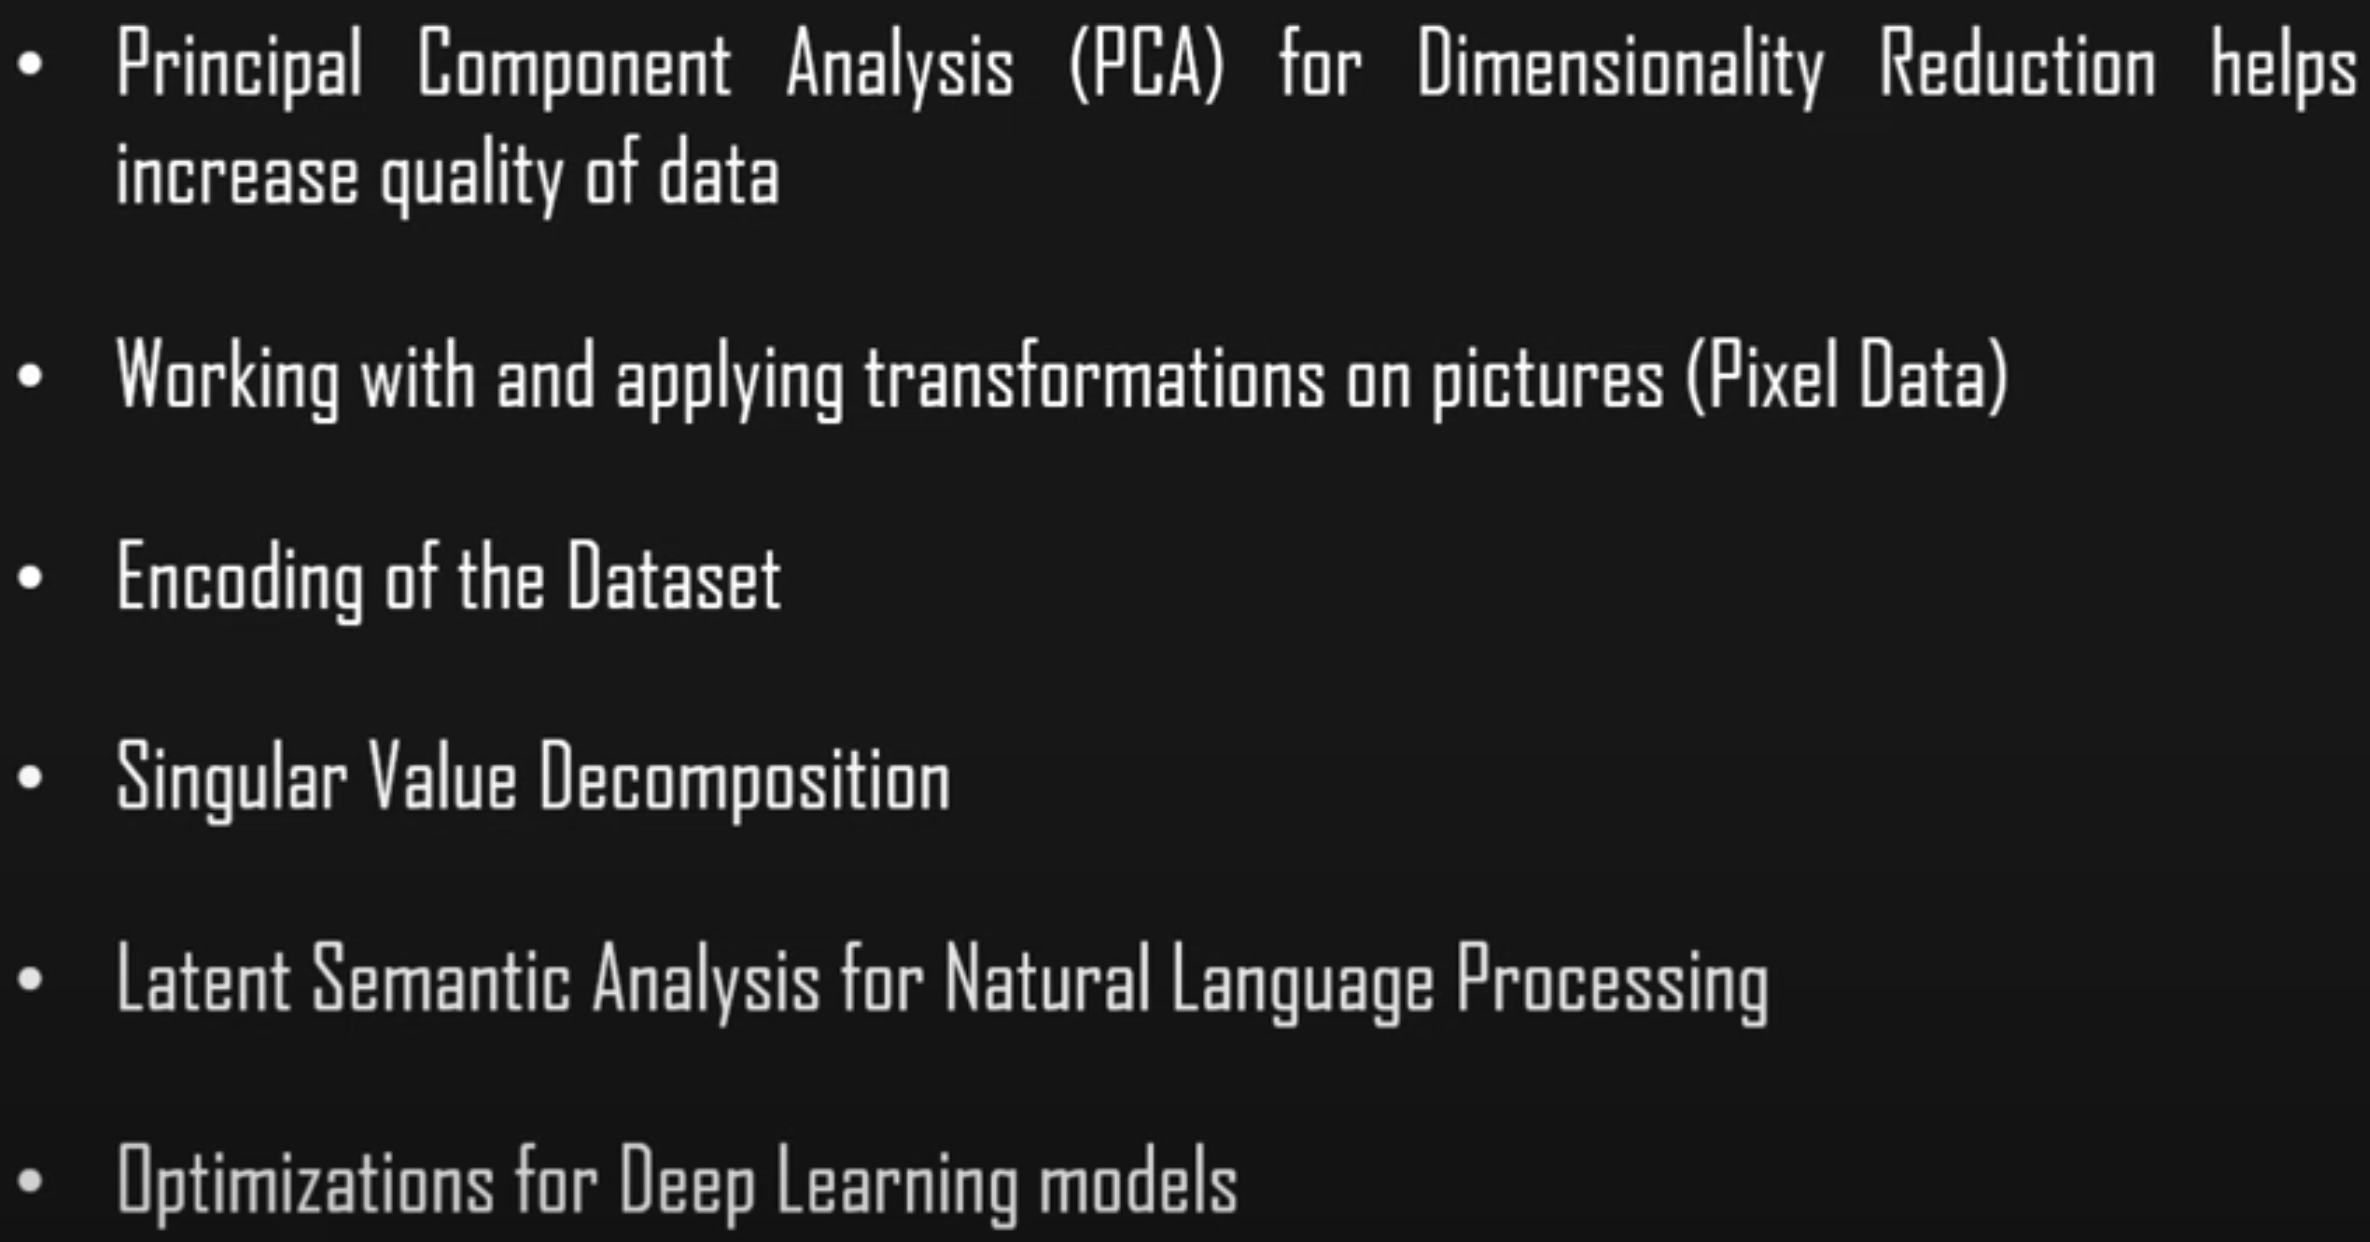 • Principal Component Analysis (PCA) for Dimensionality Reduction helps
increase quality of data
• Working with and applying transformations on pictures (Pixel Data)
• Encoding of the Dataset
• Singular Value Decomposition
• Latent Semantic Analysis for Natural Language Processing
• Optimizations for Deep Learning models